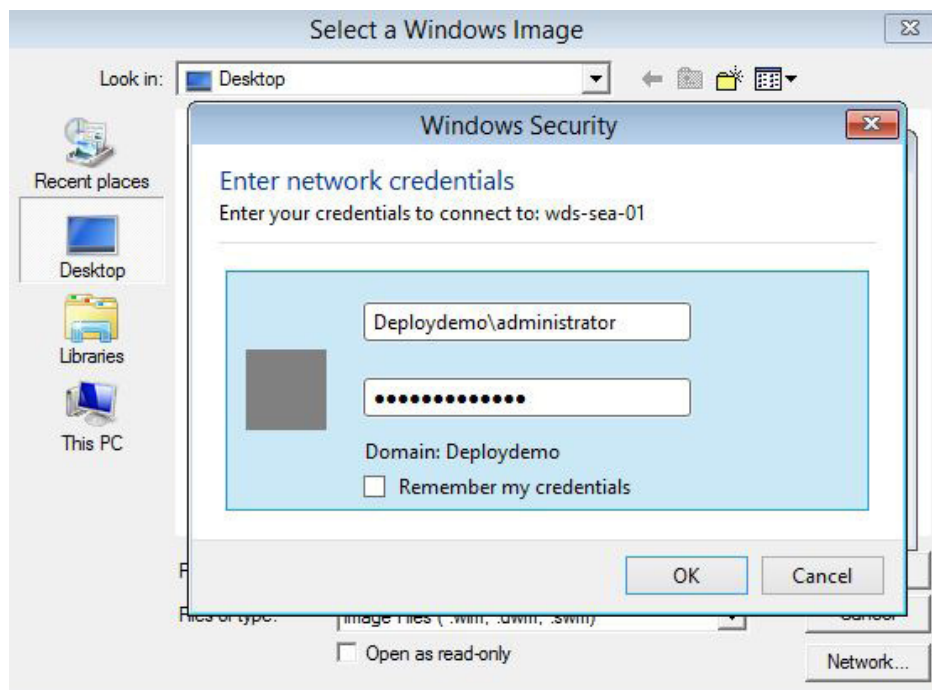 Select a Windows Image
Look in:
Desktop
Recent places
Desktop
Libraries
This PC
Windows Security
Enter network credentials
Enter your credentials to connect to: wds-sea-01
Deploydemo\administrator
●●●●●●●●●●●●●
Domain: Deploydemo
Remember my credentials
OK
Cancel
Open as read-only
Network...